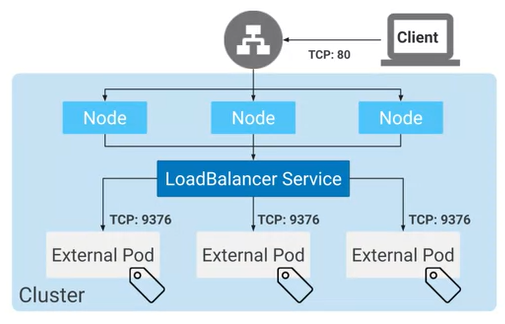 Client
TCP: 80
Node
Node
Node
LoadBalancer Service
TCP: 9376
TCP: 9376
TCP: 9376
External Pod
External Pod
External Pod
Cluster